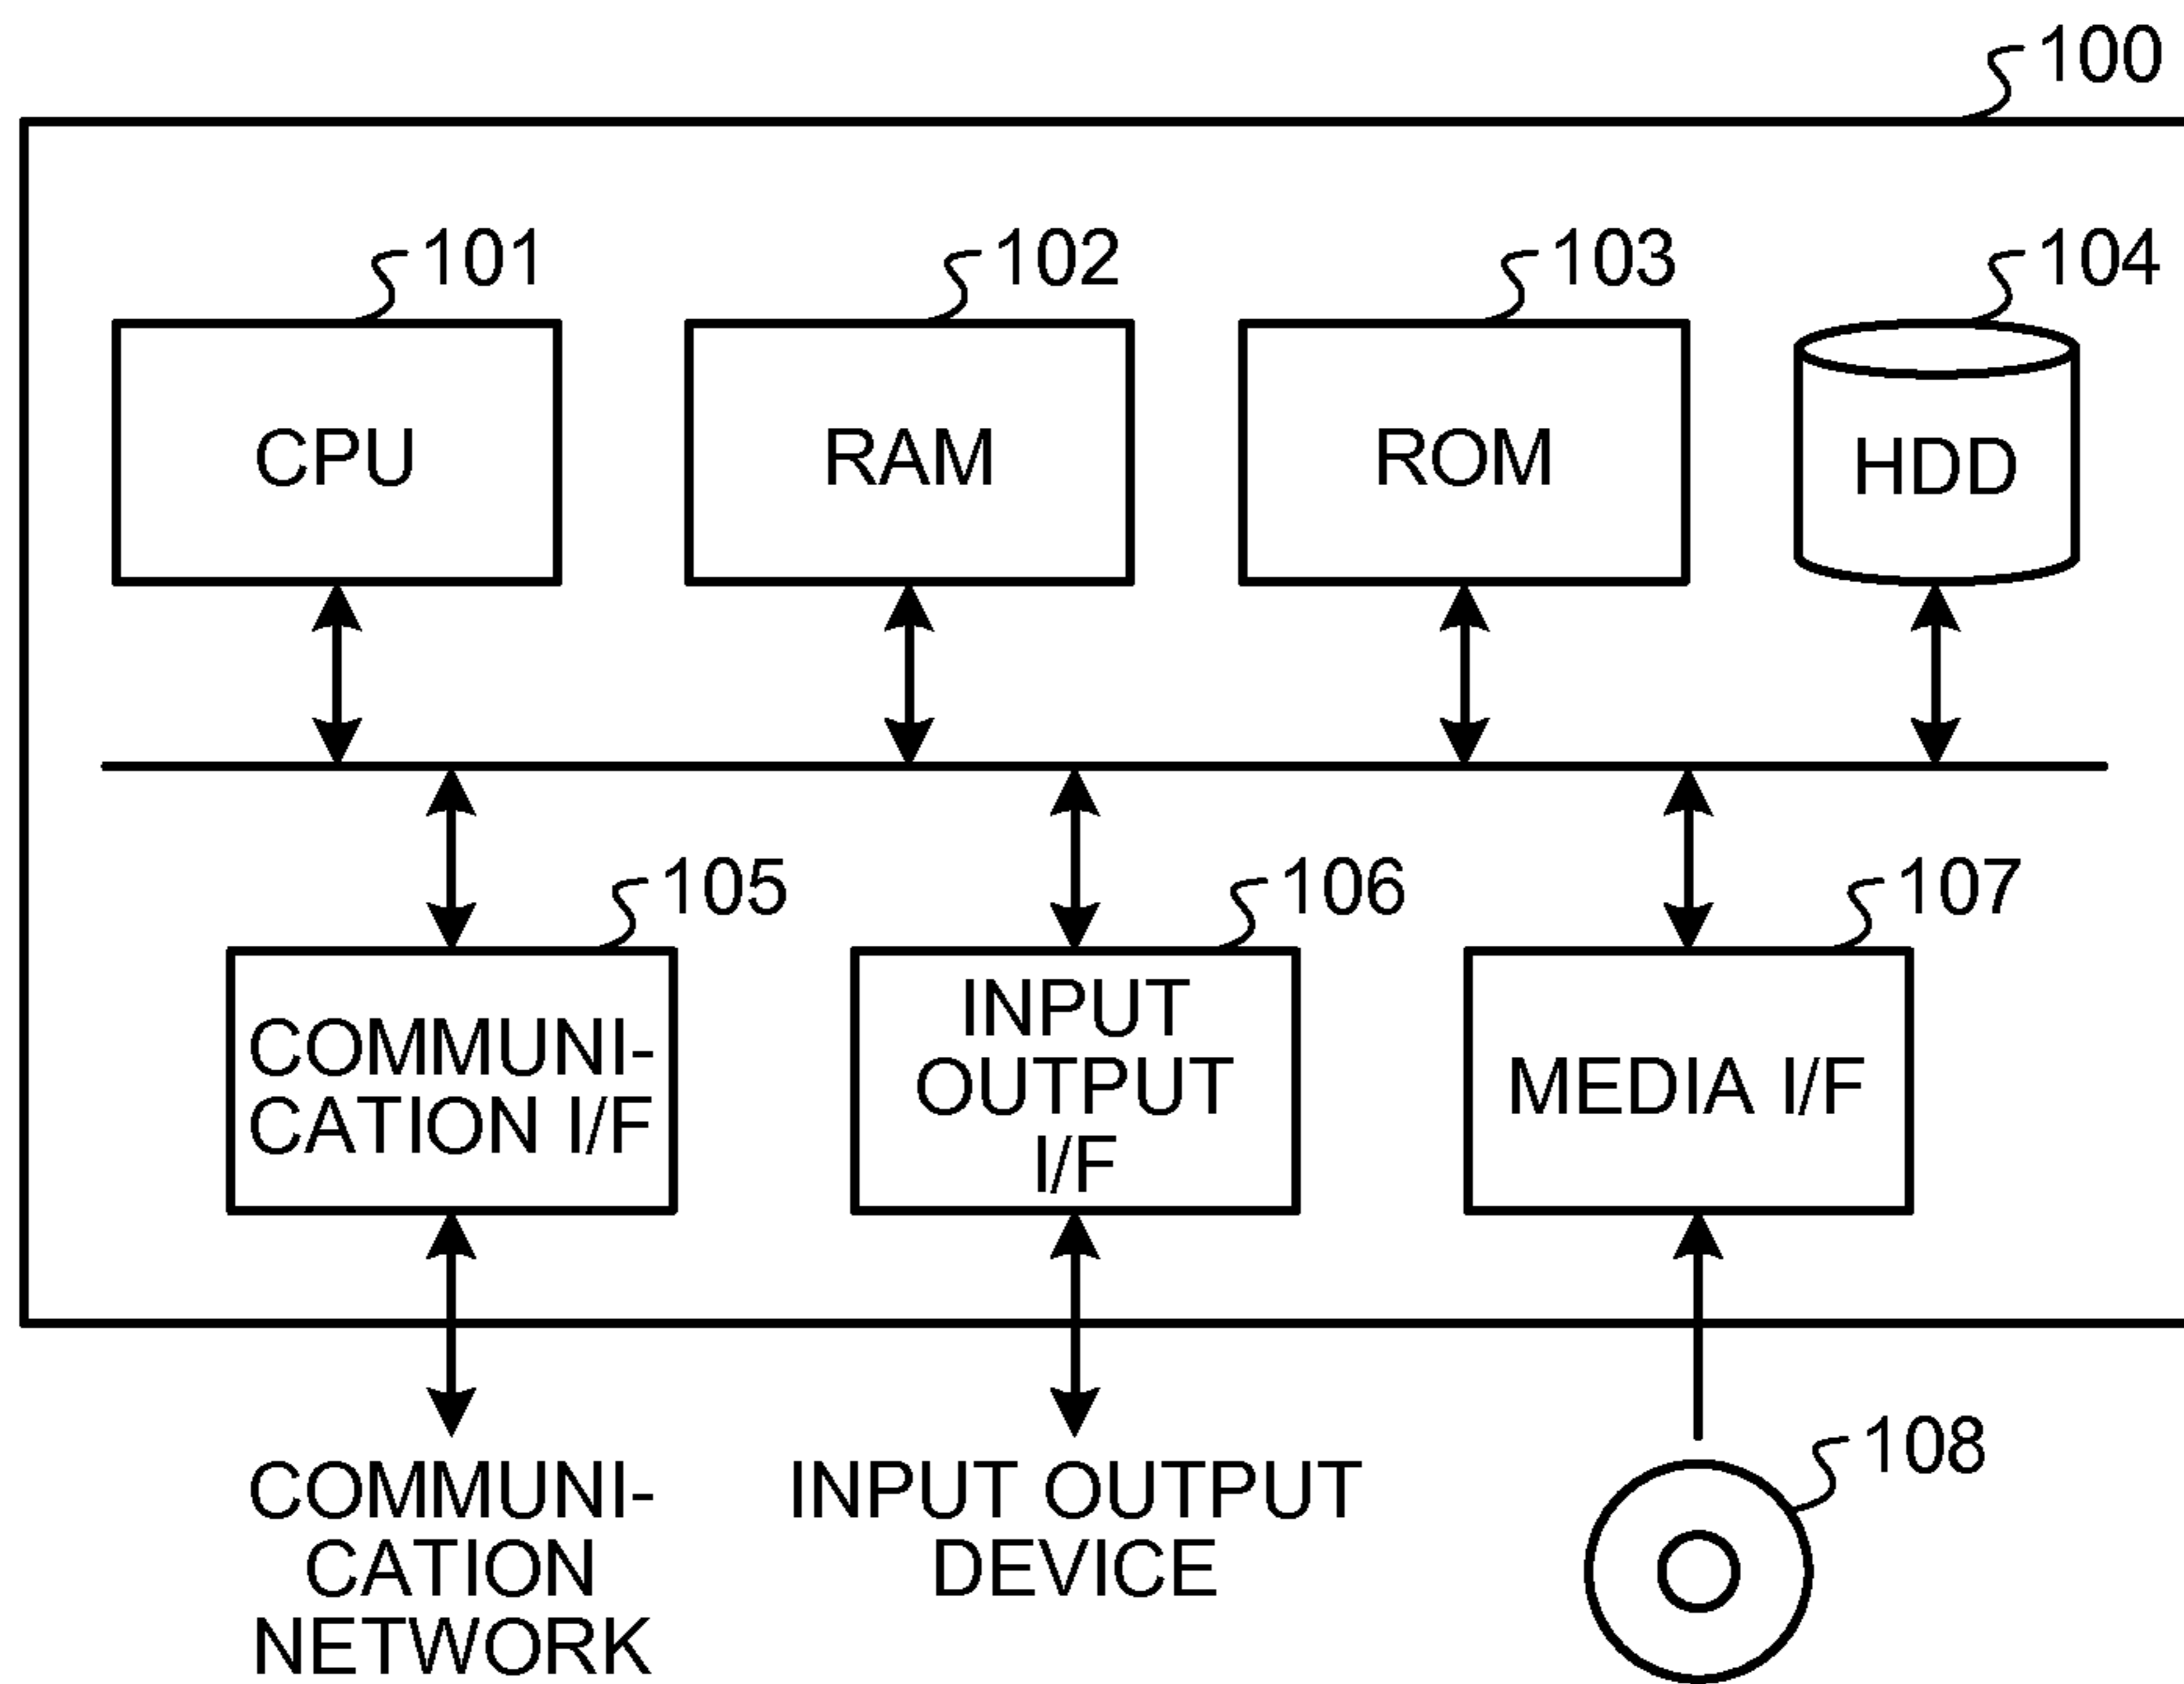 100
101
102
103
104
CPU
RAM
ROM
HDD
105
106
107
COMMUNI-
CATION I/F
INPUT
OUTPUT
I/F
MEDIA I/F
108
COMMUNI-
CATION
NETWORK
INPUT OUTPUT
DEVICE